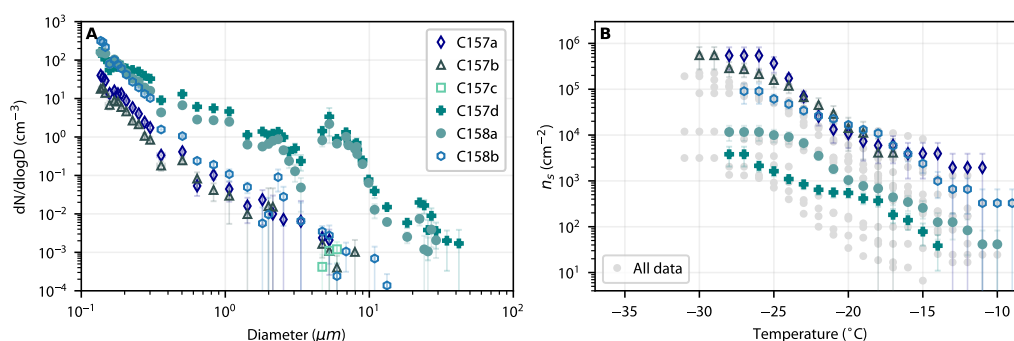 A
dN/dlogD (cm⁻³)
10³
10²
10¹
10⁰
10⁻¹
10⁻²
10⁻³
10⁻⁴
10⁻¹
10⁰
10¹
10²
Diameter (μm)
C157a
C157b
C157c
C157d
C158a
C158b
B
nₛ (cm⁻²)
10⁶
10⁵
10⁴
10³
10²
10¹
−35
−30
−25
−20
−15
−10
Temperature (˚C)
All data